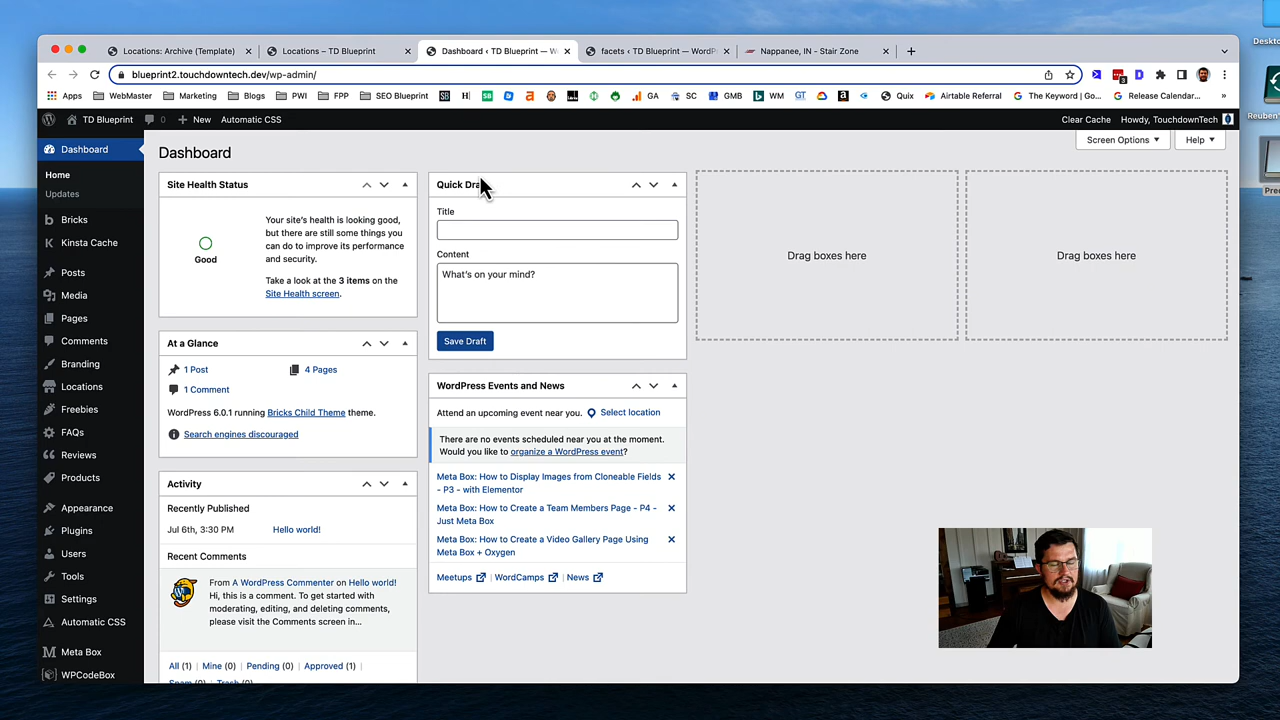 Locations: Archive (Template)
Locations – TD Blueprint
Dashboard ‹ TD Blueprint — W
facets ‹ TD Blueprint — WordP
Nappanee, IN - Stair Zone
blueprint2.touchdowntech.dev/wp-admin/
Apps
WebMaster
Marketing
Blogs
PWI
FPP
SEO Blueprint
GA
SC
GMB
WM
Quix
Airtable Referral
The Keyword | Go...
Release Calendar...
»
TD Blueprint
0
New
Automatic CSS
Clear Cache
Howdy, TouchdownTech
Dashboard
Home
Updates
Bricks
Kinsta Cache
Posts
Media
Pages
Comments
Branding
Locations
Freebies
FAQs
Reviews
Products
Appearance
Plugins
Users
Tools
Settings
Automatic CSS
Meta Box
WPCodeBox
Dashboard
Screen Options
Help
Site Health Status
Good
Your site's health is looking good,
but there are still some things you
can do to improve its performance
and security.
Take a look at the 3 items on the
Site Health screen.
At a Glance
1 Post
4 Pages
1 Comment
WordPress 6.0.1 running Bricks Child Theme theme.
Search engines discouraged
Activity
Recently Published
Jul 6th, 3:30 PM
Hello world!
Recent Comments
From A WordPress Commenter on Hello world!
Hi, this is a comment. To get started with
moderating, editing, and deleting comments,
please visit the Comments screen in…
All (1) | Mine (0) | Pending (0) | Approved (1) |
Spam (0) | Trash (0)
Quick Dra
Title
Content
What's on your mind?
Save Draft
WordPress Events and News
Attend an upcoming event near you.
Select location
There are no events scheduled near you at the moment.
Would you like to organize a WordPress event?
Meta Box: How to Display Images from Cloneable Fields
- P3 - with Elementor
Meta Box: How to Create a Team Members Page - P4 -
Just Meta Box
Meta Box: How to Create a Video Gallery Page Using
Meta Box + Oxygen
Meetups | WordCamps | News
Drag boxes here
Drag boxes here
Deskto
Reuben'